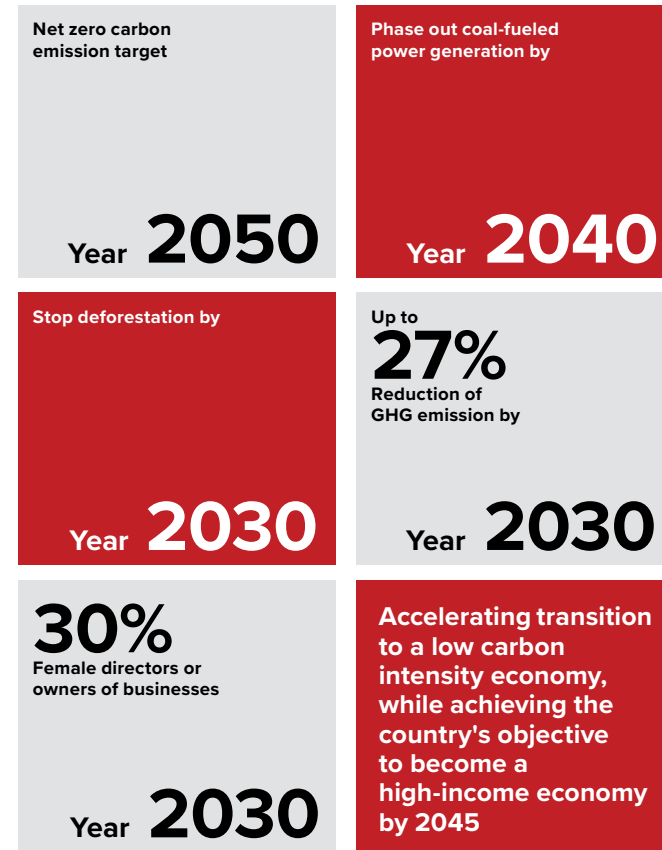 Net zero carbon
emission target
Year 2050
Phase out coal-fueled
power generation by
Year 2040
Stop deforestation by
Year 2030
Up to
27%
Reduction of
GHG emission by
Year 2030
30%
Female directors or
owners of businesses
Year 2030
Accelerating transition
to a low carbon
intensity economy,
while achieving the
country's objective
to become a
high-income economy
by 2045